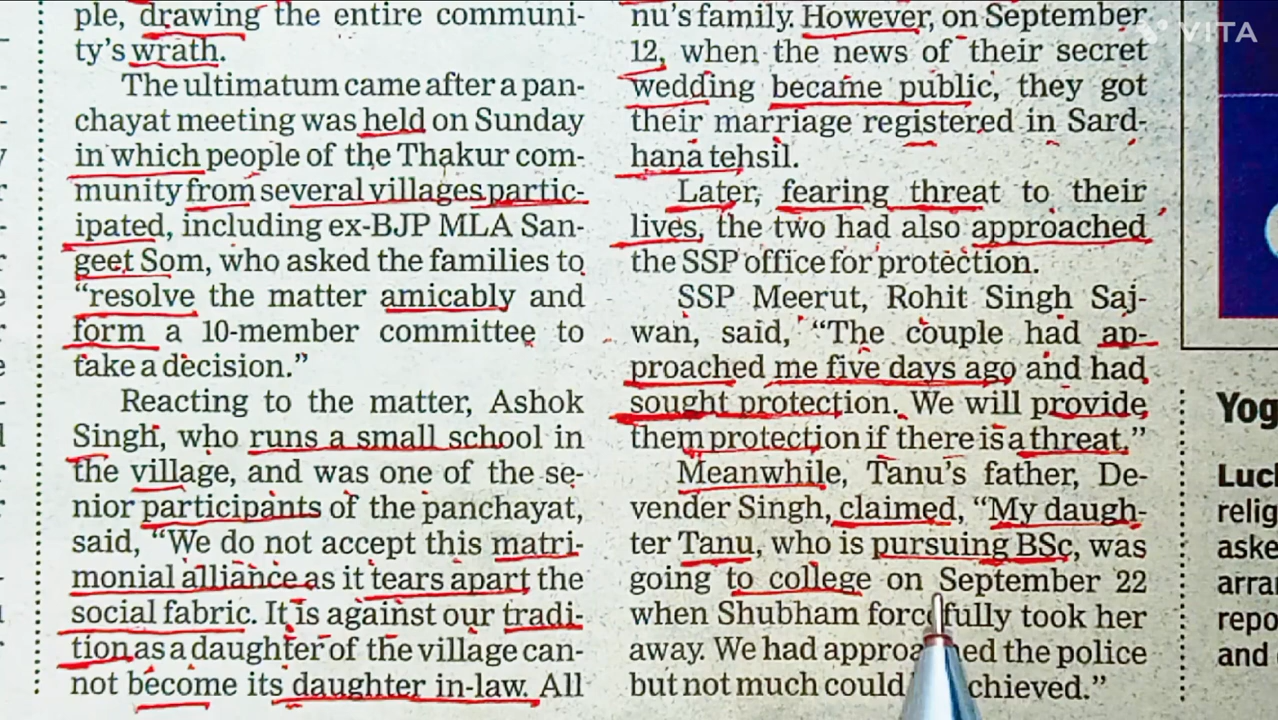 ple, drawing the entire communi-
ty's wrath.
The ultimatum came after a pan-
chayat meeting was held on Sunday
in which people of the Thakur com-
munity from several villages partic-
ipated, including ex-BJP MLA San-
geet Som, who asked the families to
“resolve the matter amicably and
form a 10-member committee to
take a decision.”
Reacting to the matter, Ashok
Singh, who runs a small school in
the village, and was one of the se-
nior participants of the panchayat,
said, “We do not accept this matri-
monial alliance as it tears apart the
social fabric. It is against our tradi-
tion as a daughter of the village can-
not become its daughter in-law. All
nu's family. However, on September
12, when the news of their secret
wedding became public, they got
their marriage registered in Sard-
hana tehsil.
Later, fearing threat to their
lives, the two had also approached
the SSP office for protection.
SSP Meerut, Rohit Singh Saj-
wan, said, “The couple had ap-
proached me five days ago and had
sought protection. We will provide
them protection if there is a threat.”
Meanwhile, Tanu's father, De-
vender Singh, claimed, “My daugh-
ter Tanu, who is pursuing BSc, was
going to college on September 22
when Shubham forcefully took her
away. We had approached the police
but not much could achieved.”
VITA
Yog
Luc
relig
aske
arran
repo
and